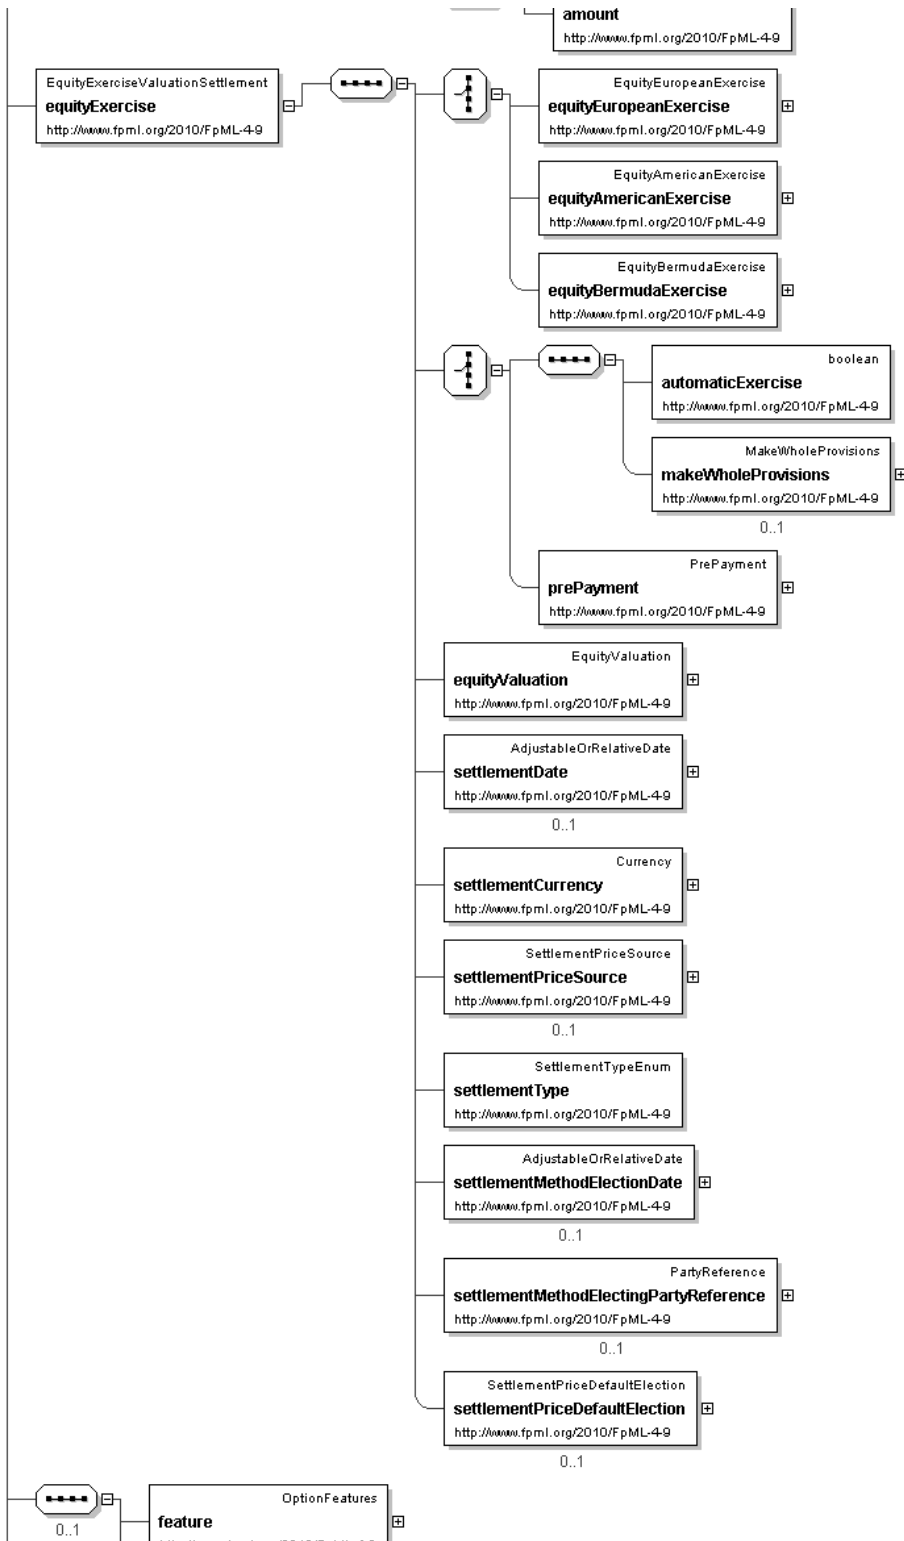 amount
http://www.fpml.org/2010/FpML-4-9
EquityExerciseValuationSettlement
equityExercise
http://www.fpml.org/2010/FpML-4-9
EquityEuropeanExercise
equityEuropeanExercise
http://www.fpml.org/2010/FpML-4-9
EquityAmericanExercise
equityAmericanExercise
http://www.fpml.org/2010/FpML-4-9
EquityBermudaExercise
equityBermudaExercise
http://www.fpml.org/2010/FpML-4-9
boolean
automaticExercise
http://www.fpml.org/2010/FpML-4-9
MakeWholeProvisions
makeWholeProvisions
http://www.fpml.org/2010/FpML-4-9
0..1
PrePayment
prePayment
http://www.fpml.org/2010/FpML-4-9
EquityValuation
equityValuation
http://www.fpml.org/2010/FpML-4-9
AdjustableOrRelativeDate
settlementDate
http://www.fpml.org/2010/FpML-4-9
0..1
Currency
settlementCurrency
http://www.fpml.org/2010/FpML-4-9
SettlementPriceSource
settlementPriceSource
http://www.fpml.org/2010/FpML-4-9
0..1
SettlementTypeEnum
settlementType
http://www.fpml.org/2010/FpML-4-9
AdjustableOrRelativeDate
settlementMethodElectionDate
http://www.fpml.org/2010/FpML-4-9
0..1
PartyReference
settlementMethodElectingPartyReference
http://www.fpml.org/2010/FpML-4-9
0..1
SettlementPriceDefaultElection
settlementPriceDefaultElection
http://www.fpml.org/2010/FpML-4-9
0..1
OptionFeatures
feature
0..1